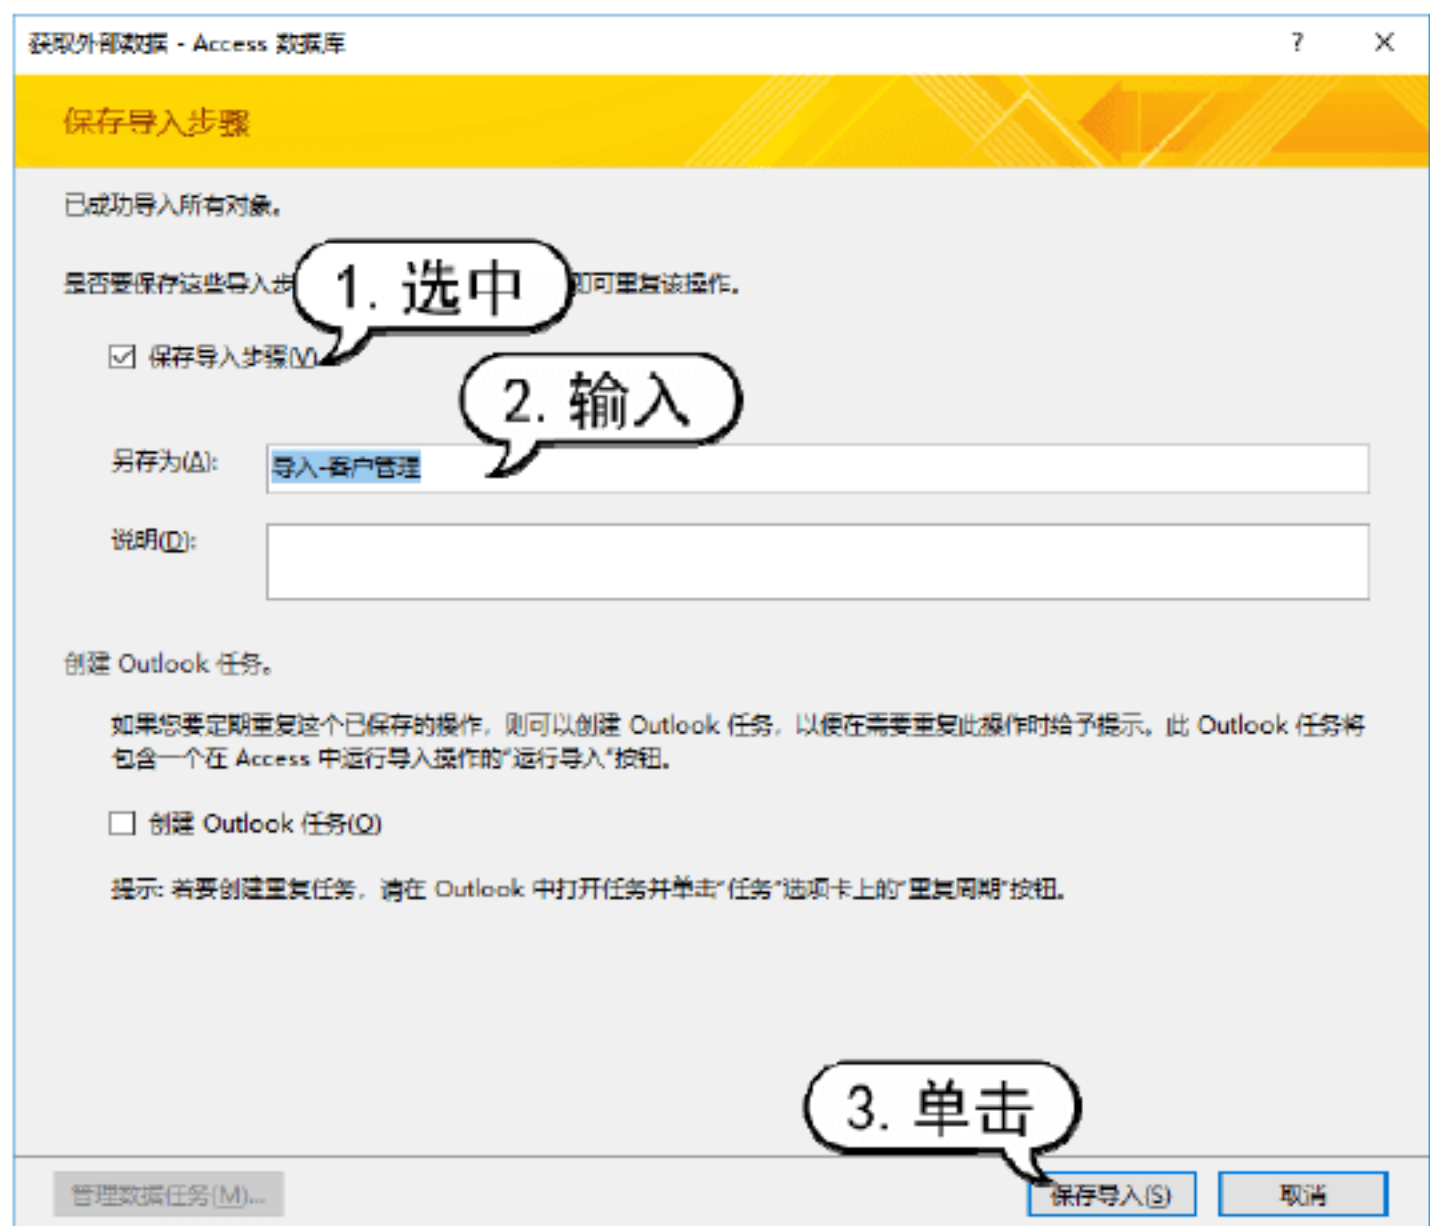 获取外部数据 - Access 数据库
? ×
保存导入步骤
已成功导入所有对象。
是否要保存这些导入步
1. 选中
即可重复该操作。
保存导入步骤(V)
2. 输入
另存为(A):
导入-客户管理
说明(D):
创建 Outlook 任务。
如果您要定期重复这个已保存的操作，则可以创建 Outlook 任务，以便在需要重复此操作时给予提示。此 Outlook 任务将
包含一个在 Access 中运行导入操作的“运行导入”按钮。
创建 Outlook 任务(O)
提示: 若要创建重复任务，请在 Outlook 中打开任务并单击“任务”选项卡上的“重复周期”按钮。
3. 单击
管理数据任务(M)...
保存导入(S)
取消